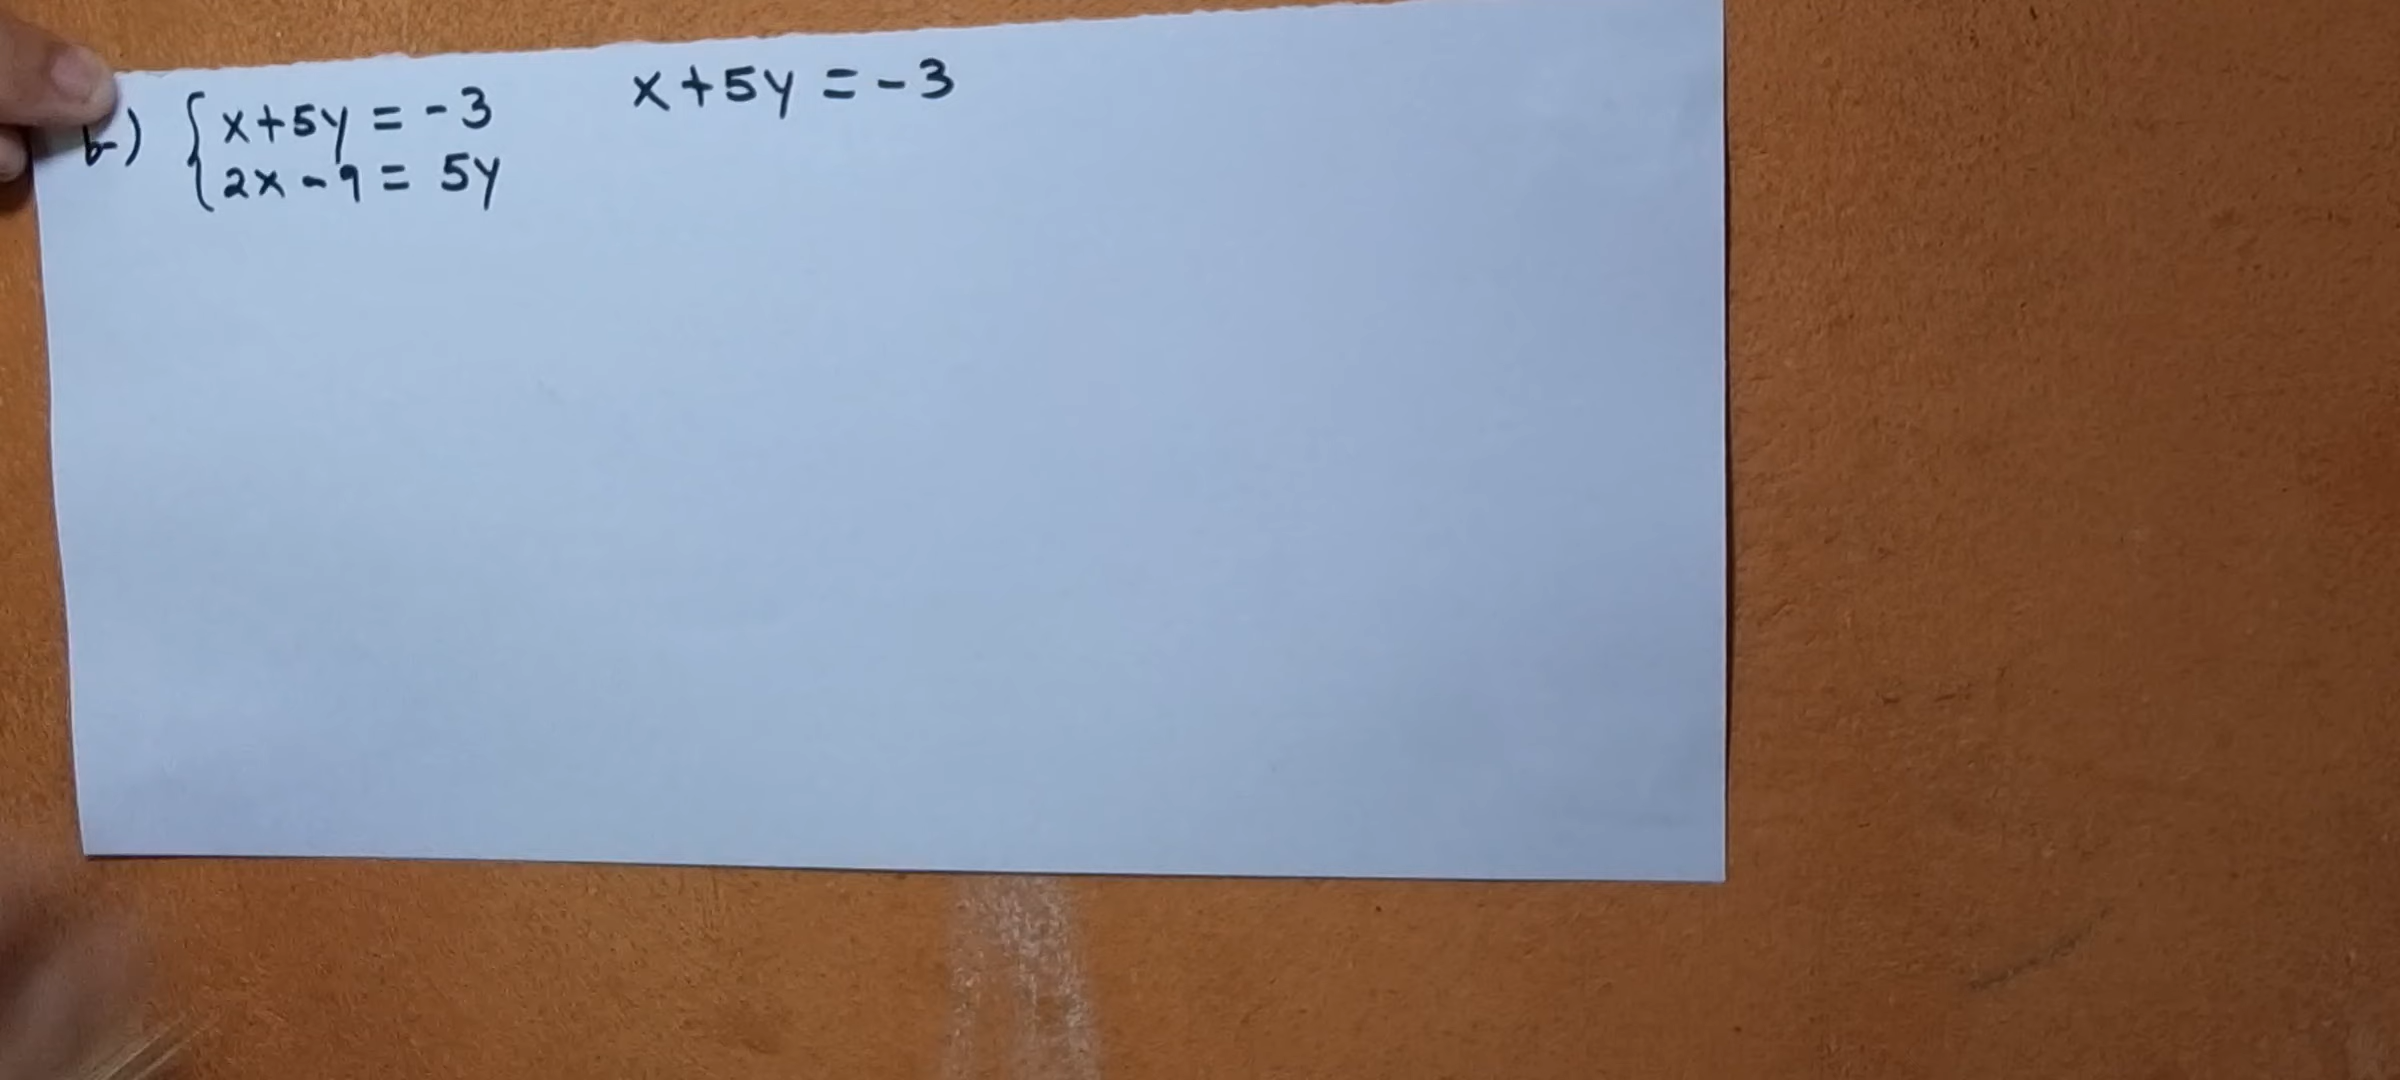 b) { x+5y = -3
2x - 9 = 5y
x+5y = -3